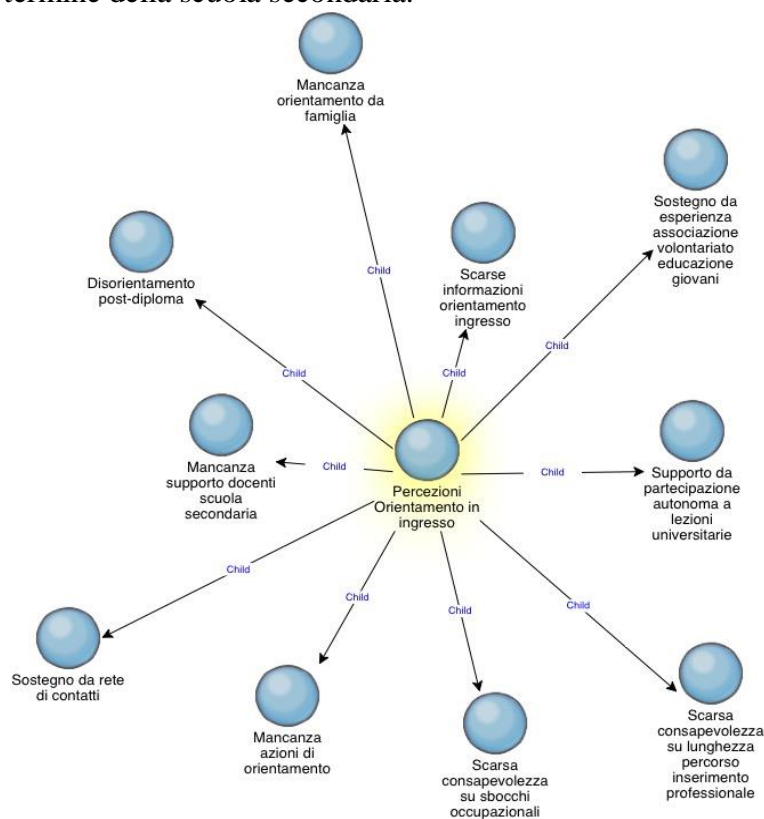 termine della scuola secondaria.
Mancanza
orientamento da
famiglia
Sostegno da
esperienza
associazione
volontariato
educazione
giovani
Disorientamento
post-diploma
Scarse
informazioni
orientamento
ingresso
Child
Child
Child
Child
Mancanza
supporto docenti
scuola
secondaria
Child
Percezioni
Orientamento in
ingresso
Child
Supporto da
partecipazione
autonoma a
lezioni
universitarie
Child
Child
Child
Child
Sostegno da rete
di contatti
Mancanza
azioni di
orientamento
Scarsa
consapevolezza
su sbocchi
occupazionali
Scarsa
consapevolezza
su lunghezza
percorso
inserimento
professionale